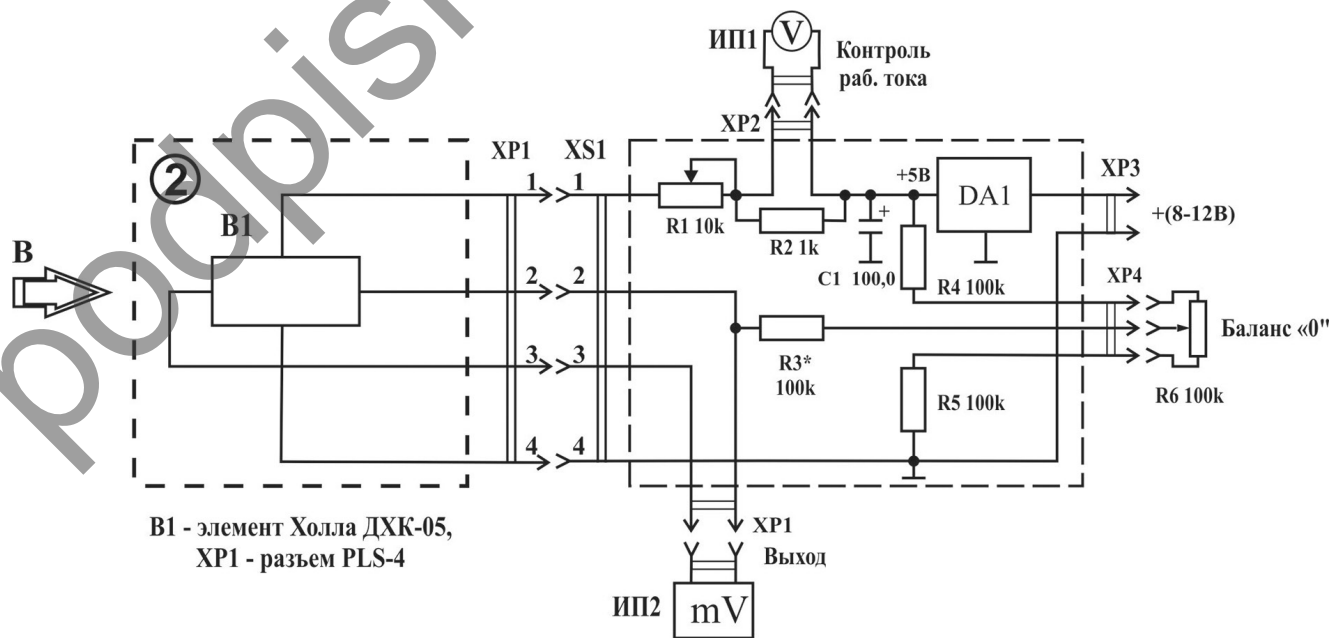 podpisn
ИП1
V
Контроль
раб. тока
XP2
2
B
B1
XP1
XS1
1
1
2
2
3
3
4
4
R1 10k
R2 1k
+
C1 100,0
+5В
DA1
XP3
+(8-12В)
R4 100k
XP4
R3*
100k
R5 100k
Баланс «0"
R6 100k
XP1
Выход
ИП2
mV
B1 - элемент Холла ДХК-05,
XP1 - разъем PLS-4